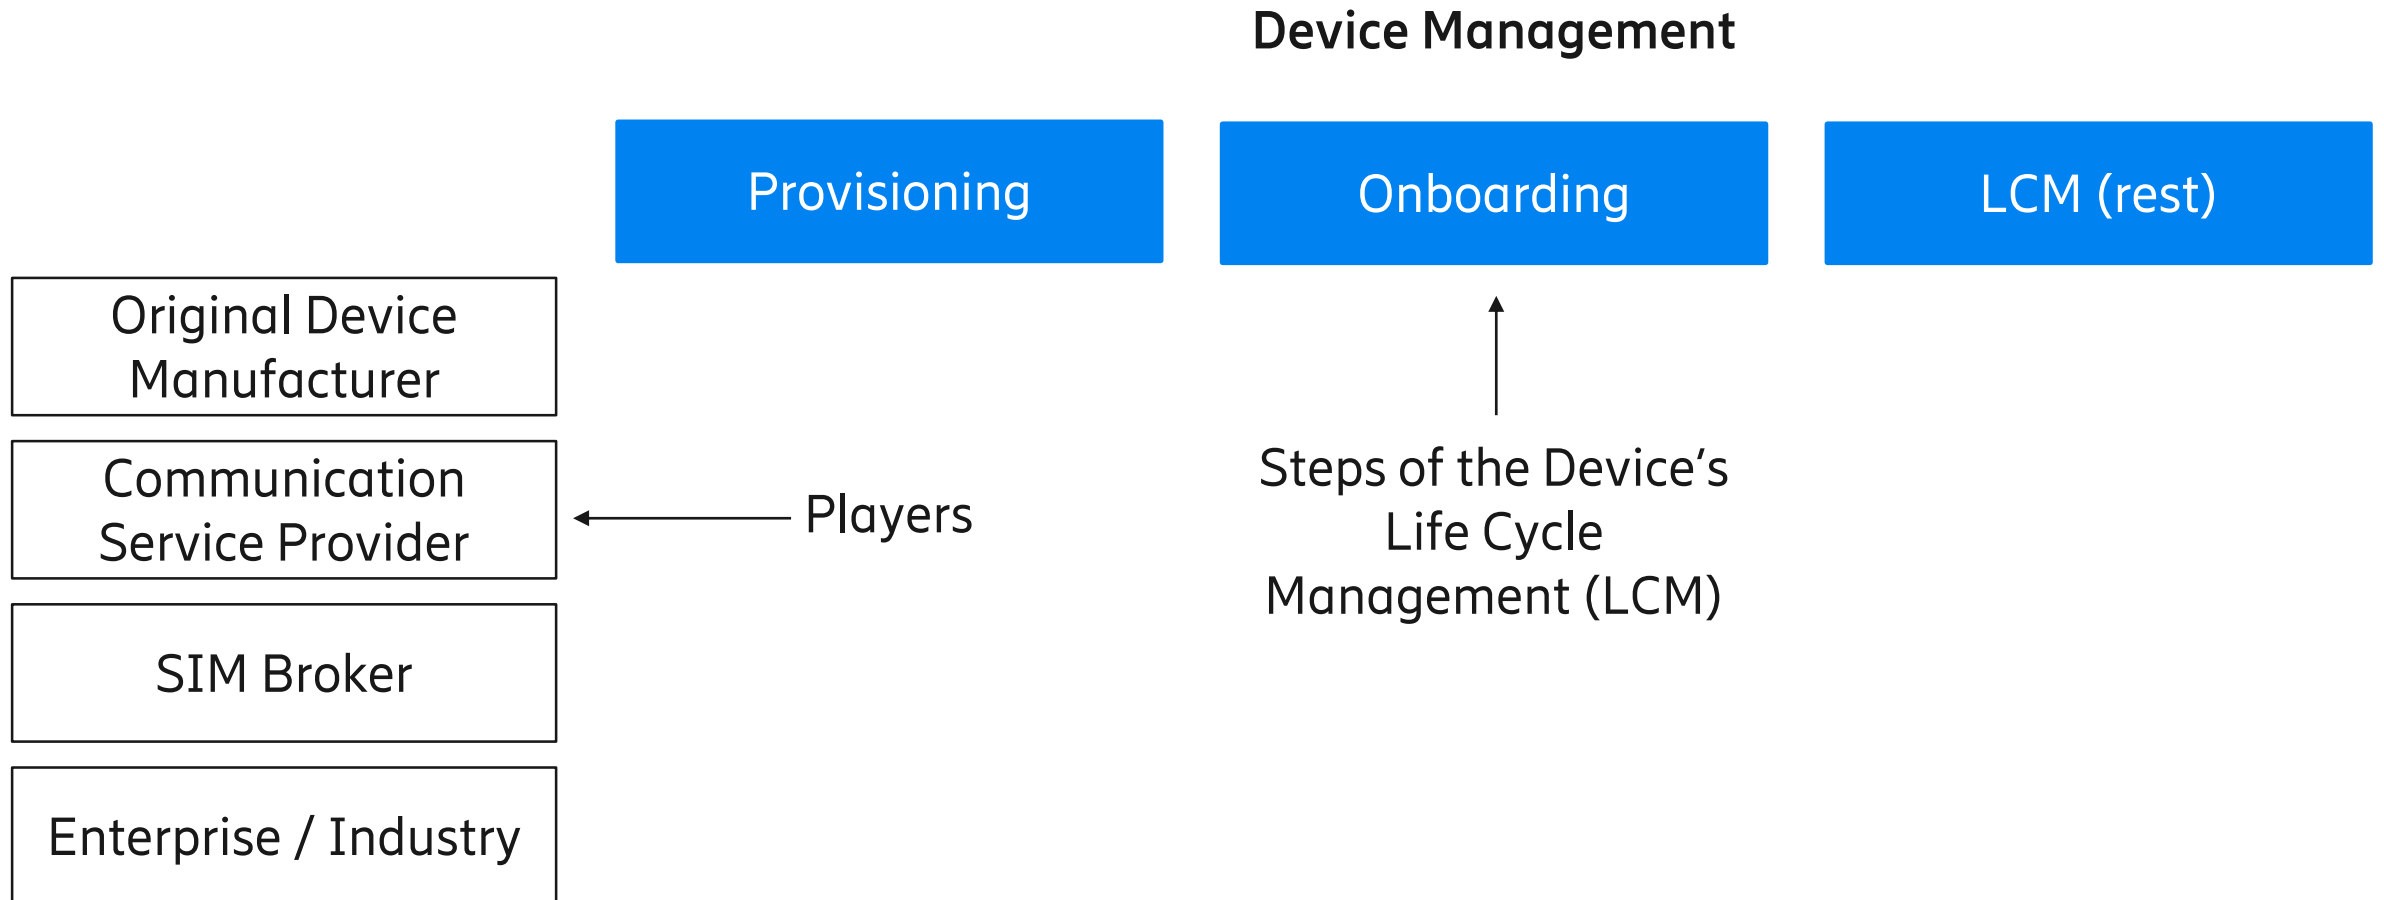 Device Management
Provisioning
Onboarding
LCM (rest)
Original Device
Manufacturer
Communication
Service Provider
SIM Broker
Enterprise / Industry
Players
Steps of the Device‘s
Life Cycle
Management (LCM)